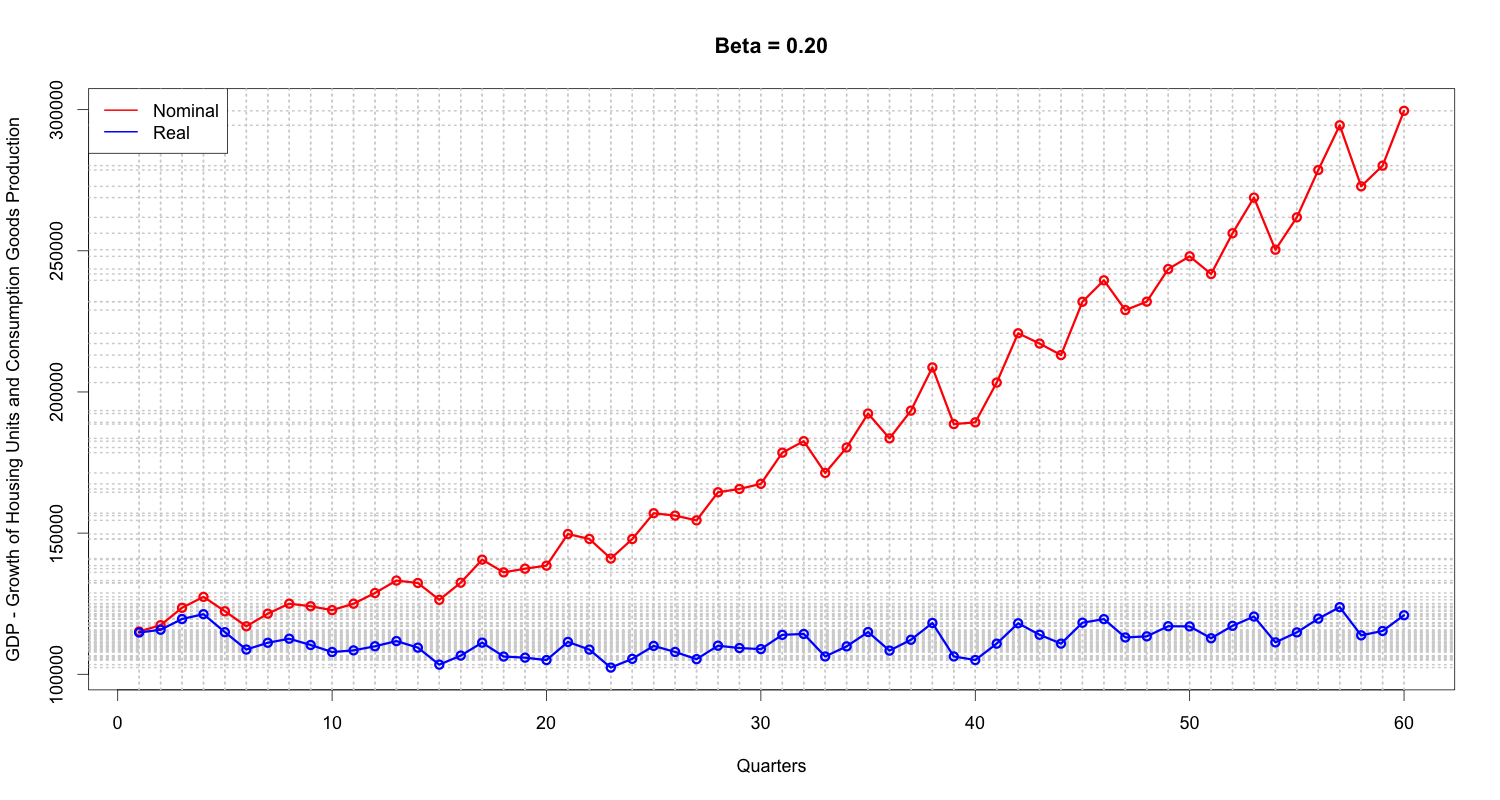 Beta = 0.20
Nominal
Real
GDP - Growth of Housing Units and Consumption Goods Production
300000
250000
200000
150000
100000
0 10 20 30 40 50 60
Quarters